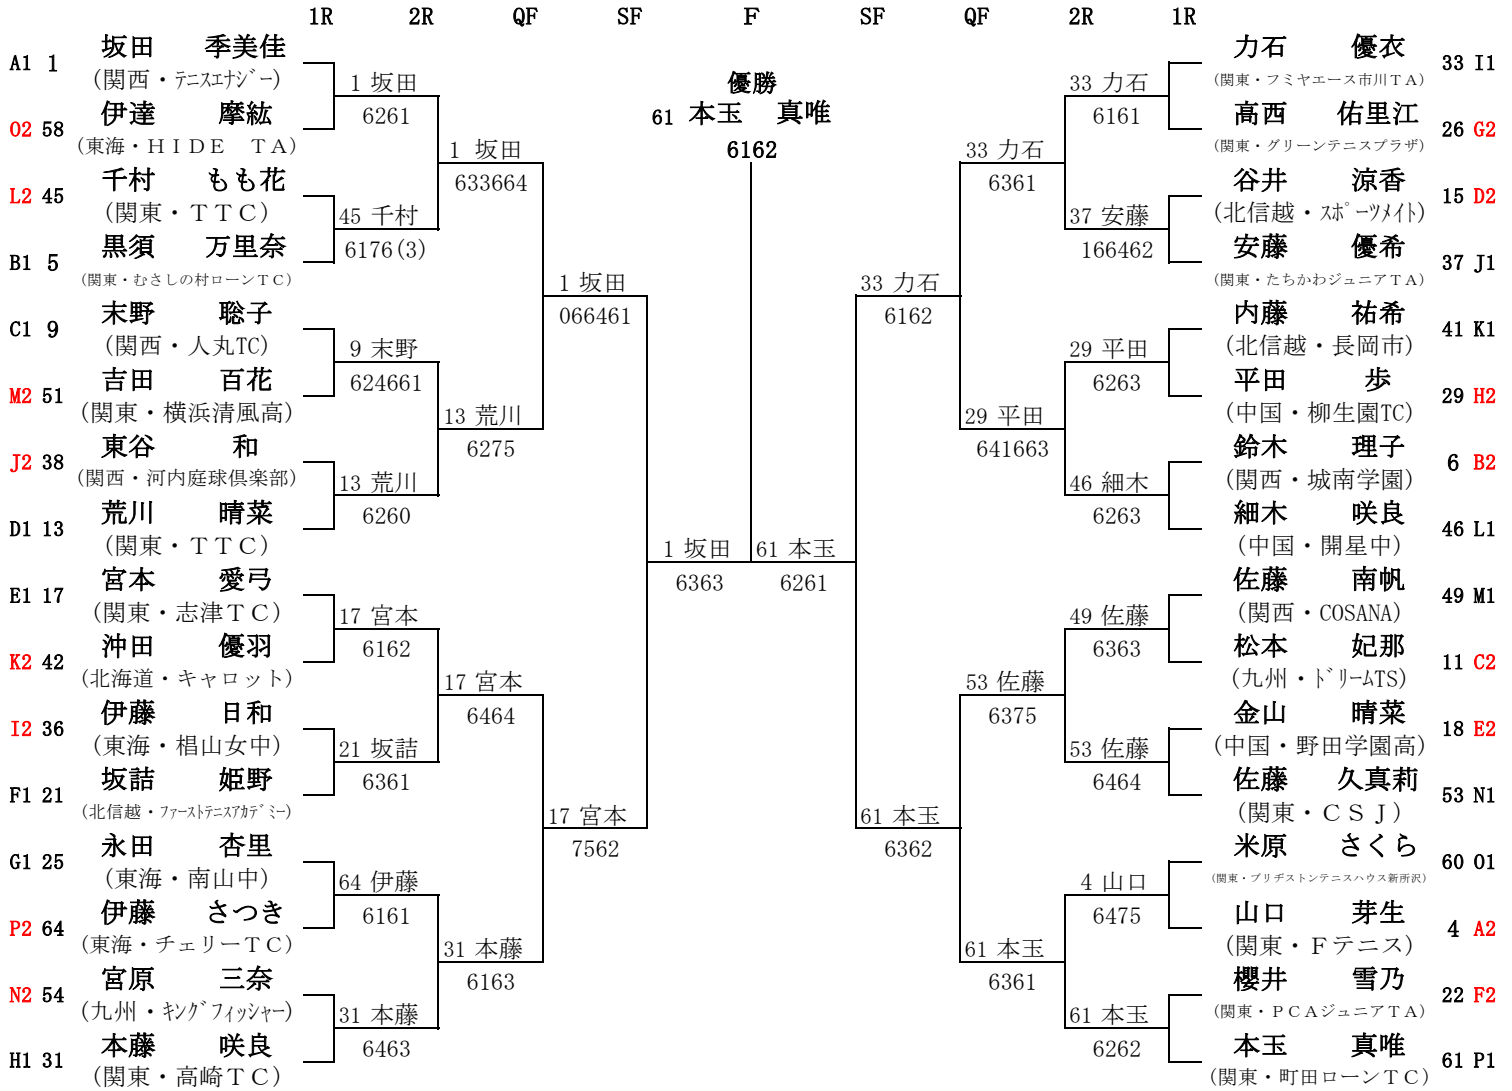 1R 2R QF SF F SF QF 2R 1R
A1 1 坂田 季美佳
(関西・テニスエナジー)
O2 58 伊達 摩紘
(東海・ＨＩＤＥ ＴＡ)
L2 45 千村 もも花
(関東・ＴＴＣ)
B1 5 黒須 万里奈
(関東・むさしの村ローンＴＣ)
C1 9 末野 聡子
(関西・人丸TC)
M2 51 吉田 百花
(関東・横浜清風高)
J2 38 東谷 和
(関西・河内庭球倶楽部)
D1 13 荒川 晴菜
(関東・ＴＴＣ)
E1 17 宮本 愛弓
(関東・志津ＴＣ)
K2 42 沖田 優羽
(北海道・キャロット)
I2 36 伊藤 日和
(東海・椙山女中)
F1 21 坂詰 姫野
(北信越・ファーストテニスアカデミー)
G1 25 永田 杏里
(東海・南山中)
P2 64 伊藤 さつき
(東海・チェリーＴＣ)
N2 54 宮原 三奈
(九州・キングフィッシャー)
H1 31 本藤 咲良
(関東・高崎ＴＣ)
1 坂田
6261
45 千村
6176(3)
9 末野
624661
13 荒川
6260
17 宮本
6162
21 坂詰
6361
64 伊藤
6161
31 本藤
6463
1 坂田
633664
13 荒川
6275
17 宮本
6464
31 本藤
6163
1 坂田
066461
17 宮本
7562
1 坂田
6363
優勝
61 本玉 真唯
6162
61 本玉
6261
33 力石
6162
61 本玉
6362
33 力石
6361
29 平田
641663
53 佐藤
6375
61 本玉
6361
33 力石
6161
37 安藤
166462
29 平田
6263
46 細木
6263
49 佐藤
6363
53 佐藤
6464
4 山口
6475
61 本玉
6262
力石 優衣 33 I1
(関東・フミヤエース市川ＴＡ)
高西 佑里江 26 G2
(関東・グリーンテニスプラザ)
谷井 涼香 15 D2
(北信越・スポーツメイト)
安藤 優希 37 J1
(関東・たちかわジュニアＴＡ)
内藤 祐希 41 K1
(北信越・長岡市)
平田 歩 29 H2
(中国・柳生園TC)
鈴木 理子 6 B2
(関西・城南学園)
細木 咲良 46 L1
(中国・開星中)
佐藤 南帆 49 M1
(関西・COSANA)
松本 妃那 11 C2
(九州・ドリームTS)
金山 晴菜 18 E2
(中国・野田学園高)
佐藤 久真莉 53 N1
(関東・ＣＳＪ)
米原 さくら 60 O1
(関東・ブリヂストンテニスハウス新所沢)
山口 芽生 4 A2
(関東・Ｆテニス)
櫻井 雪乃 22 F2
(関東・ＰＣＡジュニアＴＡ)
本玉 真唯 61 P1
(関東・町田ローンＴＣ)